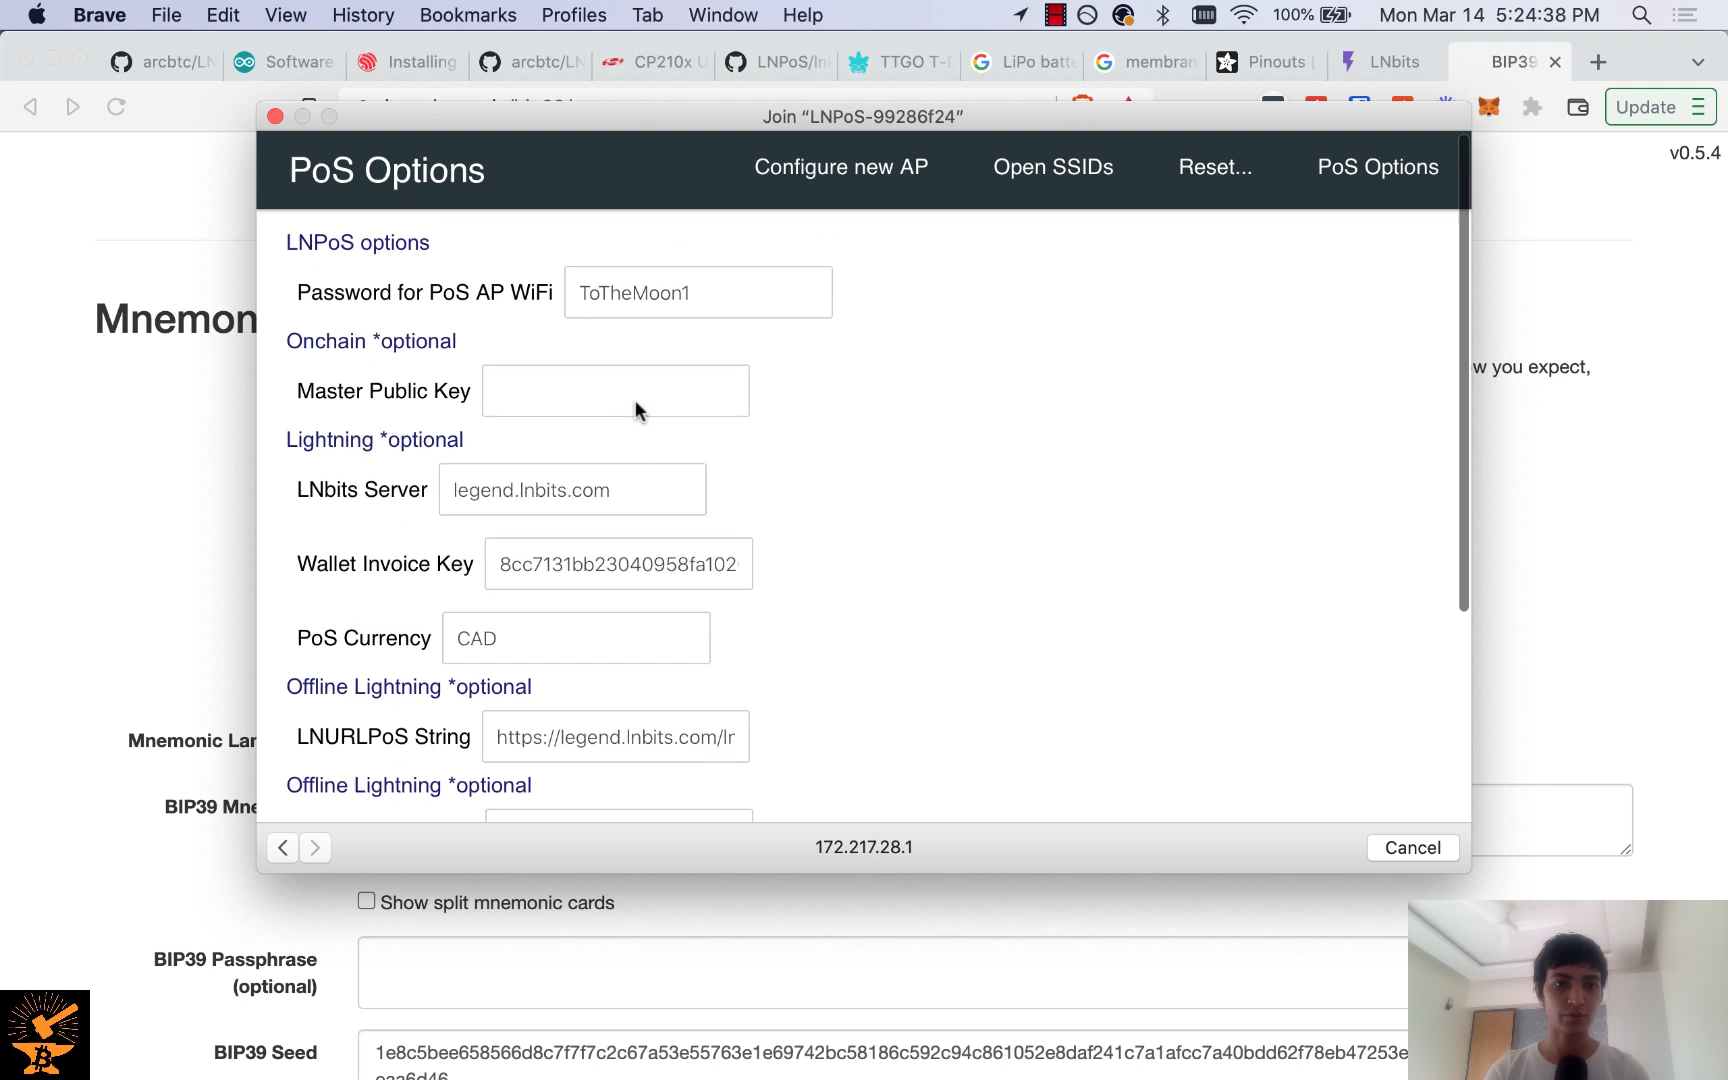 Brave File Edit View History Bookmarks Profiles Tab Window Help 100% Mon Mar 14 5:24:38 PM
arcbtc/LN Software Installing arcbtc/LN CP210x U LNPoS/In TTGO T-D LiPo batte membran Pinouts LNbits BIP39
Update
Join “LNPoS-99286f24”
v0.5.4
PoS Options Configure new AP Open SSIDs Reset... PoS Options
LNPoS options
Password for PoS AP WiFi ToTheMoon1
Mnemon
Onchain *optional
w you expect,
Master Public Key
Lightning *optional
LNbits Server legend.lnbits.com
Wallet Invoice Key 8cc7131bb23040958fa102
PoS Currency CAD
Offline Lightning *optional
LNURLPoS String https://legend.lnbits.com/lr
Mnemonic Lan
Offline Lightning *optional
BIP39 Mne
172.217.28.1
Cancel
Show split mnemonic cards
BIP39 Passphrase
(optional)
BIP39 Seed 1e8c5bee658566d8c7f7f7c2c67a53e55763e1e69742bc58186c592c94c861052e8daf241c7a1afcc7a40bdd62f78eb47253e
eaa6d46